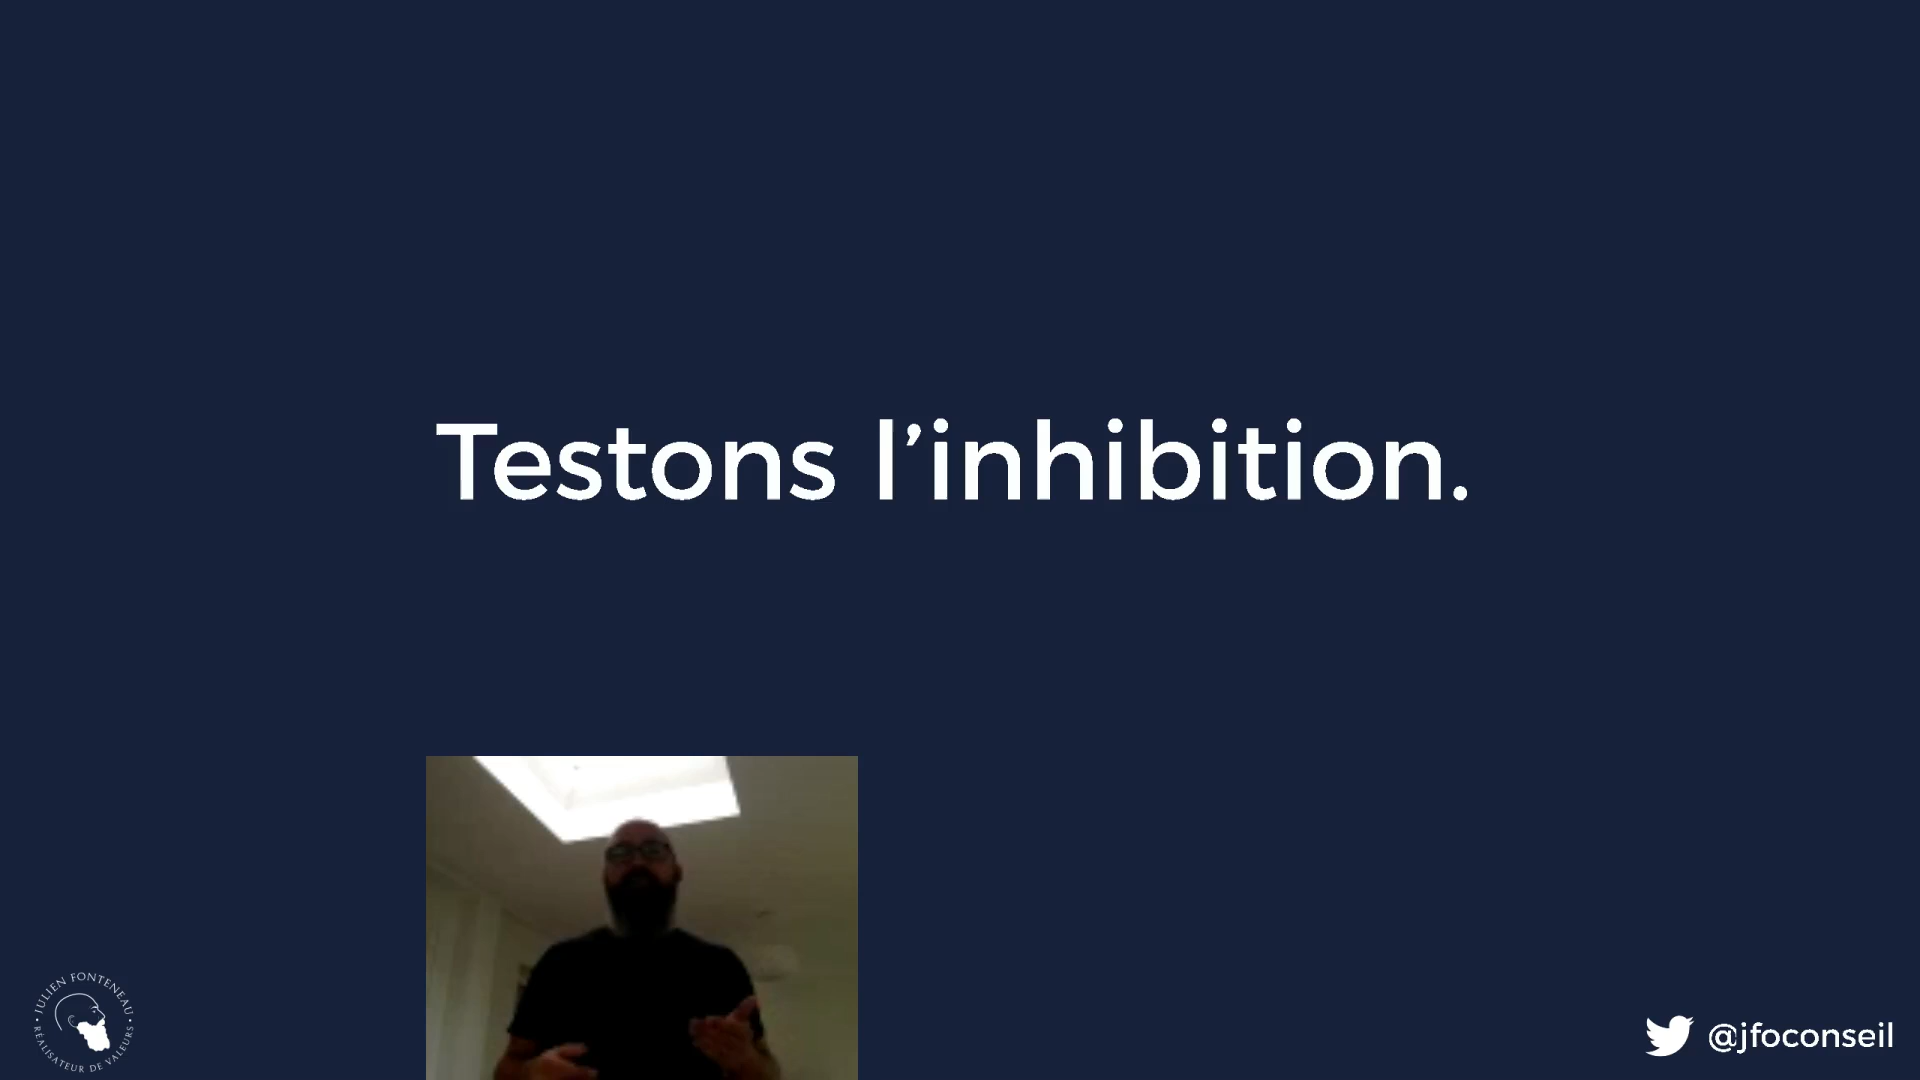 Testons l’inhibition.
JULIEN FONTENEAU
RÉALISATEUR DE VALEURS
@jfoconseil